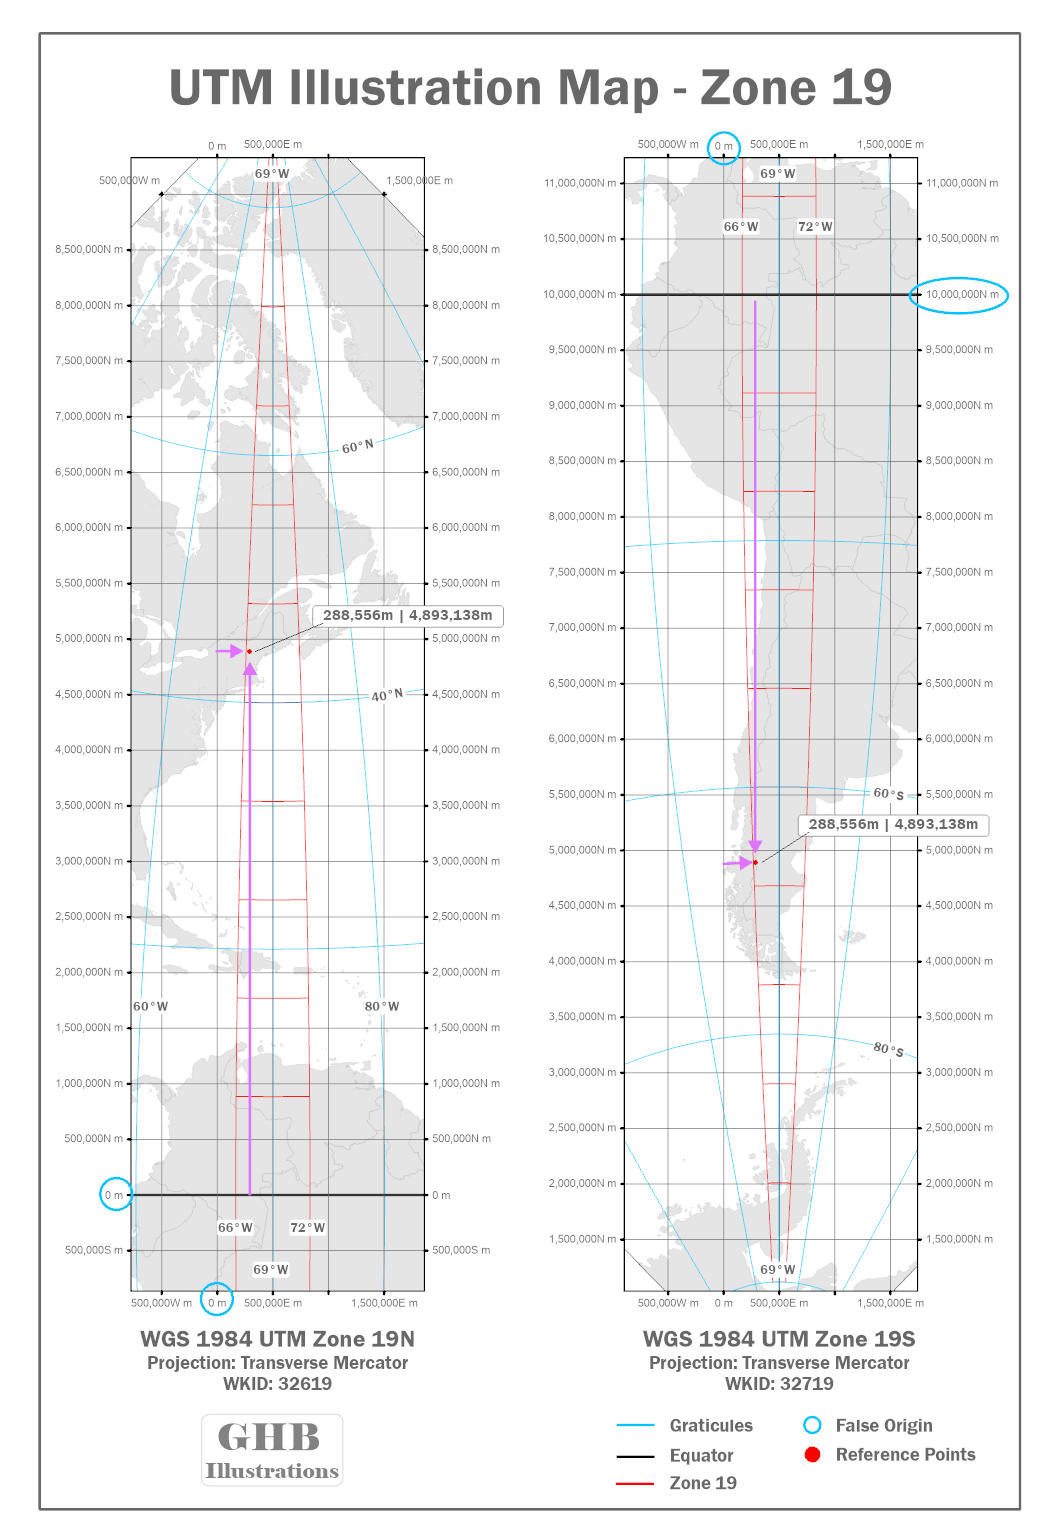 UTM Illustration Map - Zone 19
0 m
500,000E m
500,000W m
1,500,000E m
69°W
8,500,000N m
8,500,000N m
8,000,000N m
8,000,000N m
7,500,000N m
7,500,000N m
7,000,000N m
7,000,000N m
60°N
6,500,000N m
6,500,000N m
6,000,000N m
6,000,000N m
5,500,000N m
5,500,000N m
288,556m | 4,893,138m
5,000,000N m
5,000,000N m
4,500,000N m
40°N
4,500,000N m
4,000,000N m
4,000,000N m
3,500,000N m
3,500,000N m
3,000,000N m
3,000,000N m
2,500,000N m
2,500,000N m
2,000,000N m
2,000,000N m
60°W
80°W
1,500,000N m
1,500,000N m
1,000,000N m
1,000,000N m
500,000N m
500,000N m
0 m
0 m
66°W
72°W
500,000S m
500,000S m
69°W
500,000W m
0 m
500,000E m
1,500,000E m
WGS 1984 UTM Zone 19N
Projection: Transverse Mercator
WKID: 32619
500,000W m
0 m
500,000E m
1,500,000E m
69°W
11,000,000N m
11,000,000N m
66°W
72°W
10,500,000N m
10,500,000N m
10,000,000N m
10,000,000N m
9,500,000N m
9,500,000N m
9,000,000N m
9,000,000N m
8,500,000N m
8,500,000N m
8,000,000N m
8,000,000N m
7,500,000N m
7,500,000N m
7,000,000N m
7,000,000N m
6,500,000N m
6,500,000N m
6,000,000N m
6,000,000N m
5,500,000N m
60°S
5,500,000N m
288,556m | 4,893,138m
5,000,000N m
5,000,000N m
4,500,000N m
4,500,000N m
4,000,000N m
4,000,000N m
3,500,000N m
3,500,000N m
80°S
3,000,000N m
3,000,000N m
2,500,000N m
2,500,000N m
2,000,000N m
2,000,000N m
1,500,000N m
1,500,000N m
69°W
500,000W m
0 m
500,000E m
1,500,000E m
WGS 1984 UTM Zone 19S
Projection: Transverse Mercator
WKID: 32719
GHB
Illustrations
Graticules
False Origin
Equator
Reference Points
Zone 19